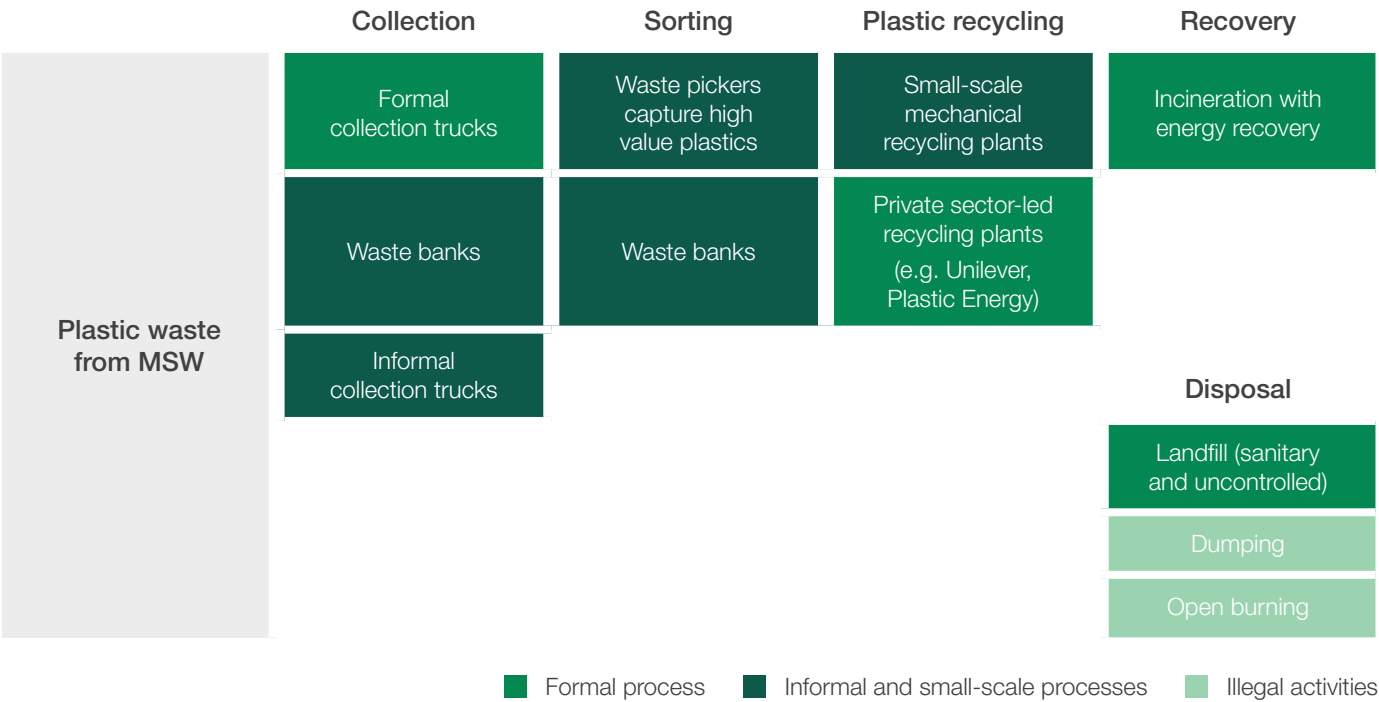 Collection
Sorting
Plastic recycling
Recovery
Plastic waste
from MSW
Formal
collection trucks
Waste pickers
capture high
value plastics
Small-scale
mechanical
recycling plants
Incineration with
energy recovery
Waste banks
Waste banks
Private sector-led
recycling plants
(e.g. Unilever,
Plastic Energy)
Informal
collection trucks
Disposal
Landfill (sanitary
and uncontrolled)
Dumping
Open burning
Formal process
Informal and small-scale processes
Illegal activities